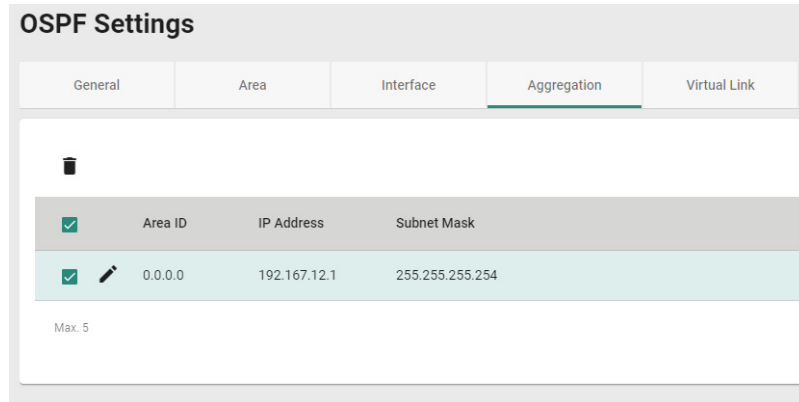 OSPF Settings
General Area Interface Aggregation Virtual Link
Area ID IP Address Subnet Mask
0.0.0.0 192.167.12.1 255.255.255.254
Max. 5